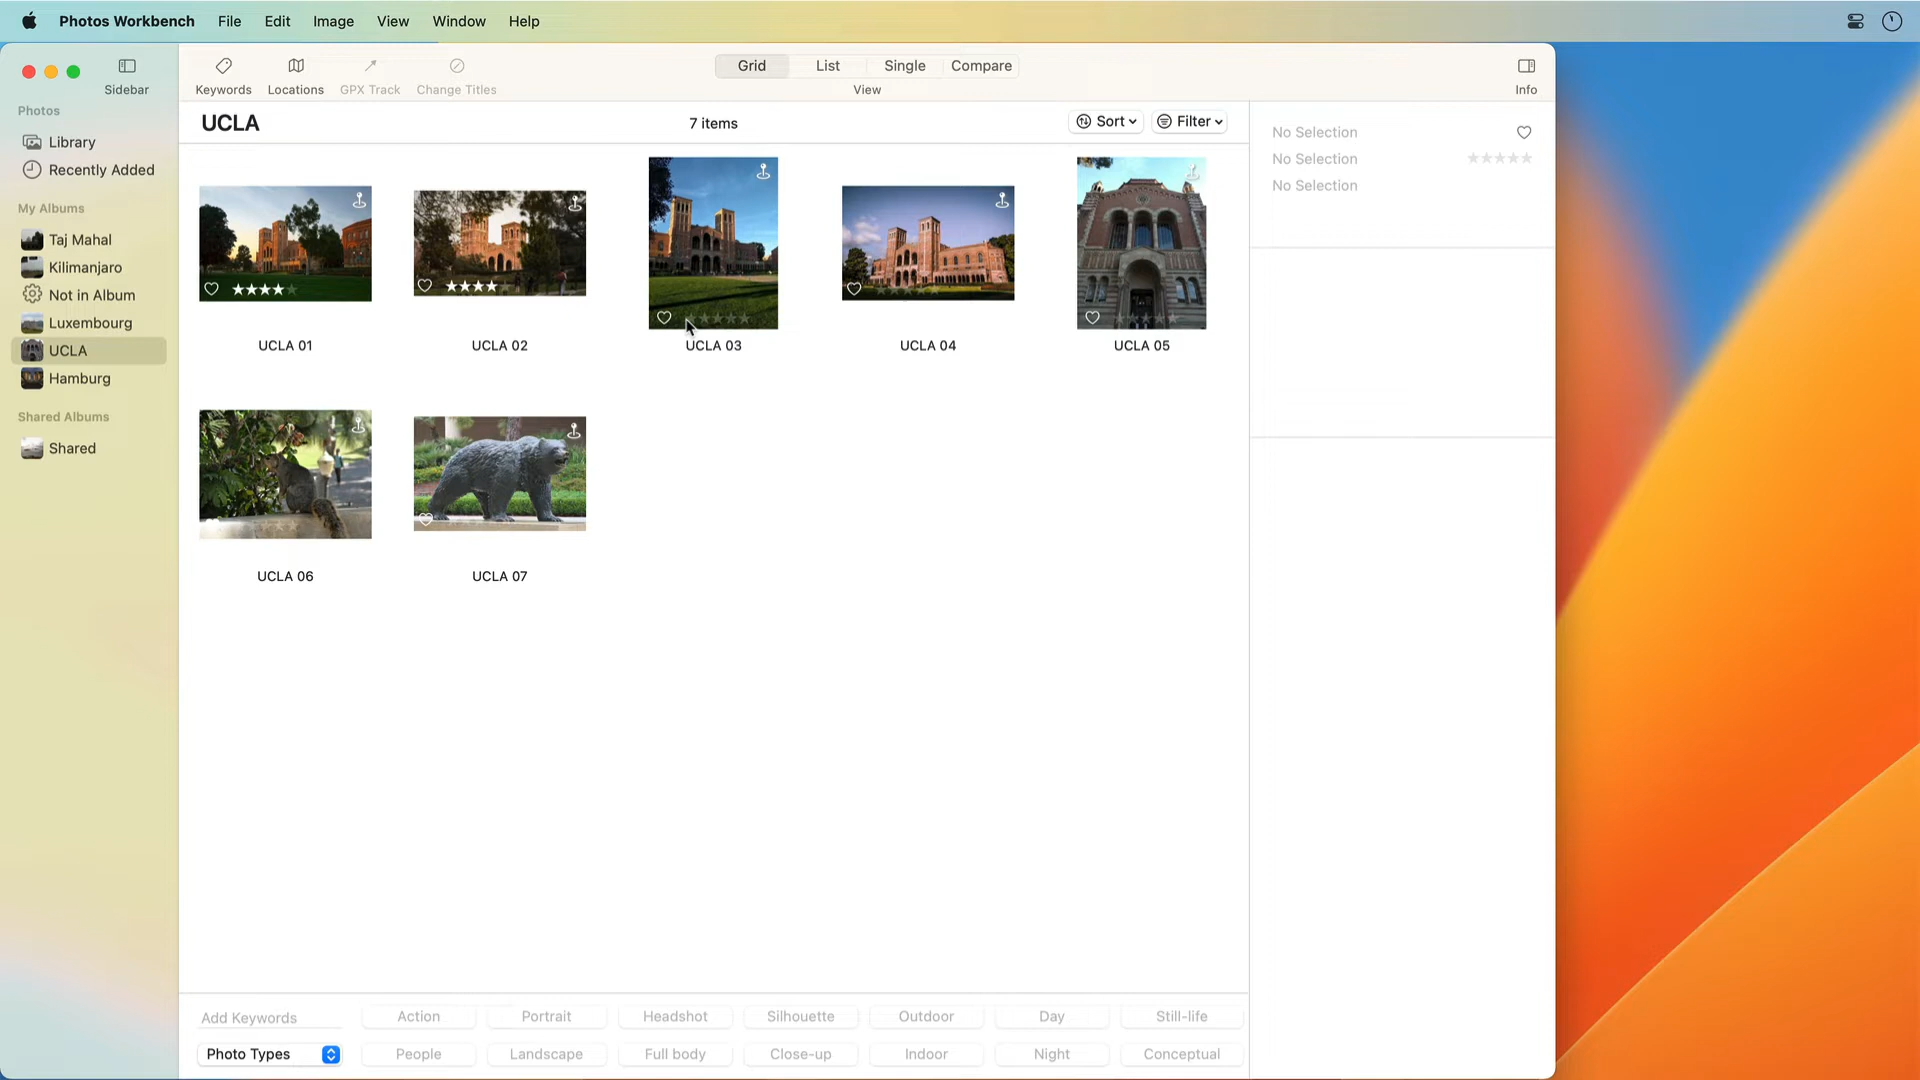 Photos Workbench File Edit Image View Window Help
Sidebar
Keywords Locations GPX Track Change Titles
Grid List Single Compare
View
Info
Photos
Library
Recently Added
My Albums
Taj Mahal
Kilimanjaro
Not in Album
Luxembourg
UCLA
Hamburg
Shared Albums
Shared
UCLA 7 items Sort Filter
UCLA 01 UCLA 02 UCLA 03 UCLA 04 UCLA 05
UCLA 06 UCLA 07
No Selection
No Selection
No Selection
Add Keywords Action Portrait Headshot Silhouette Outdoor Day Still-life
Photo Types People Landscape Full body Close-up Indoor Night Conceptual